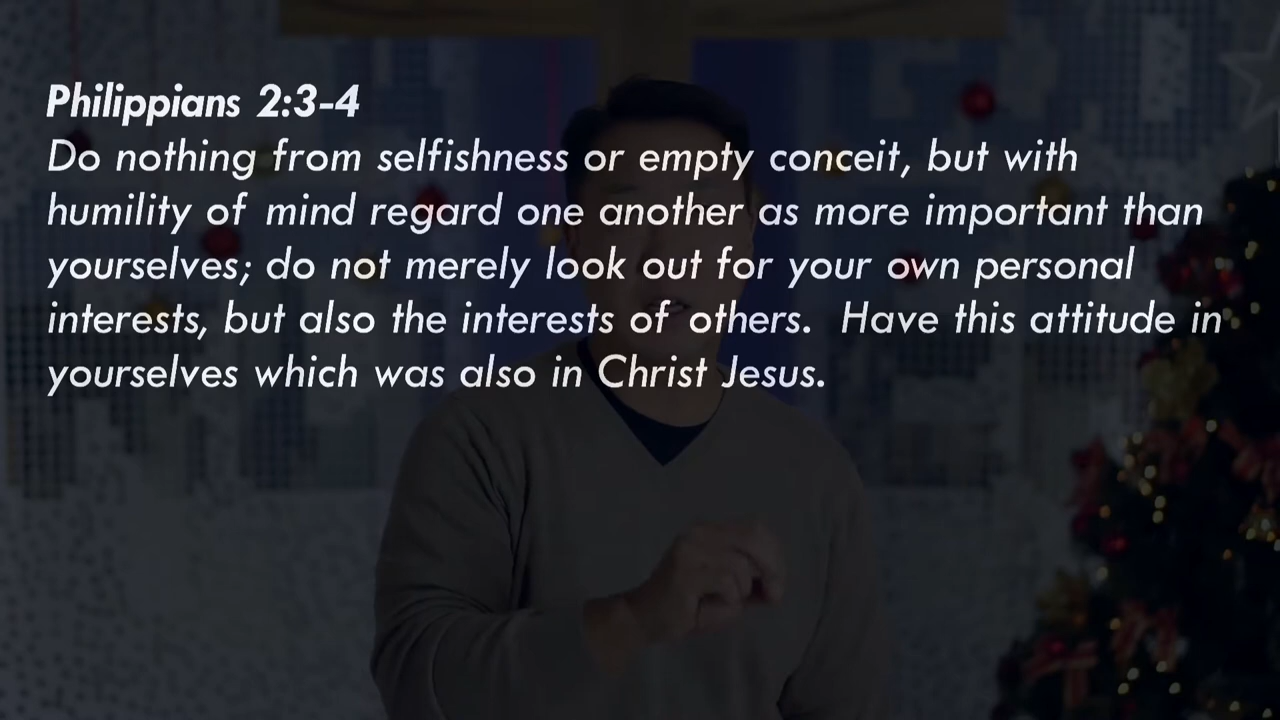 Philippians 2:3-4
Do nothing from selfishness or empty conceit, but with
humility of mind regard one another as more important than
yourselves; do not merely look out for your own personal
interests, but also the interests of others.  Have this attitude in
yourselves which was also in Christ Jesus.